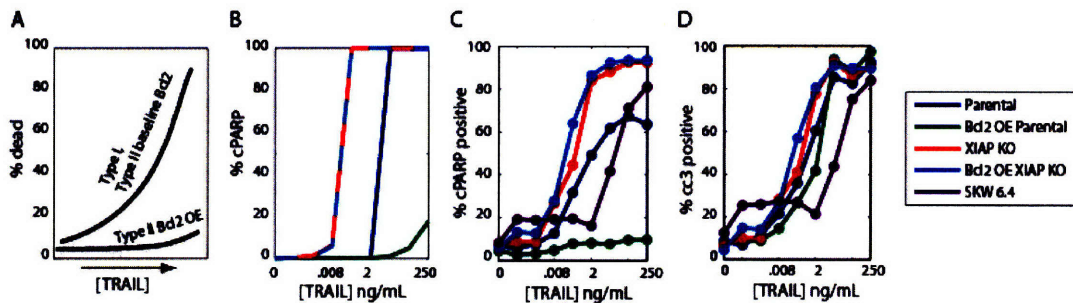 A
% dead
100
80
60
40
20
0
Type I,
Type II baseline Bcl2
Type II Bcl2 OE
[TRAIL]
B
% cPARP
100
80
60
40
20
0
0 .008 2 250
[TRAIL] ng/mL
C
% cPARP positive
100
80
60
40
20
0
0 .008 2 250
[TRAIL] ng/mL
D
% cc3 positive
100
80
60
40
20
0
0 .008 2 250
[TRAIL] ng/mL
Parental
Bcl2 OE Parental
XIAP KO
Bcl2 OE XIAP KO
SKW 6.4